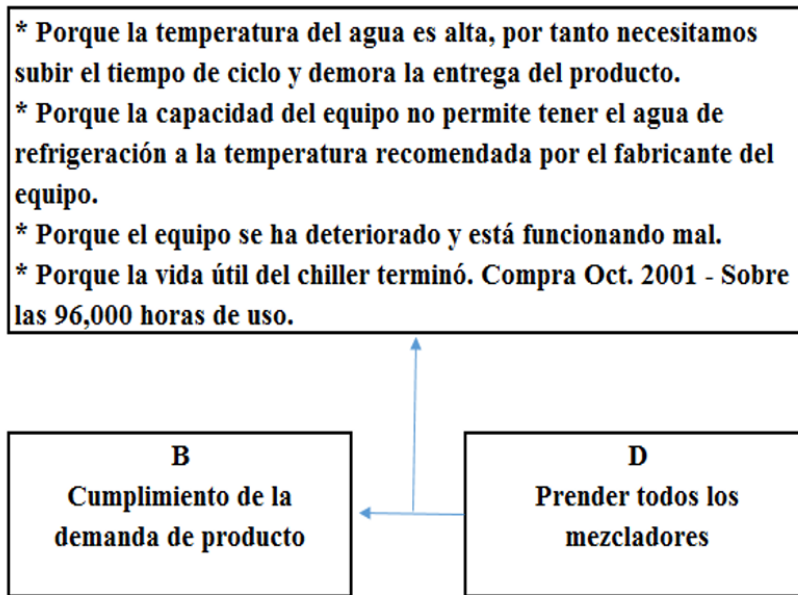 * Porque la temperatura del agua es alta, por tanto necesitamos
subir el tiempo de ciclo y demora la entrega del producto.
* Porque la capacidad del equipo no permite tener el agua de
refrigeración a la temperatura recomendada por el fabricante del
equipo.
* Porque el equipo se ha deteriorado y está funcionando mal.
* Porque la vida útil del chiller terminó. Compra Oct. 2001 - Sobre
las 96,000 horas de uso.
B
Cumplimiento de la
demanda de producto
D
Prender todos los
mezcladores